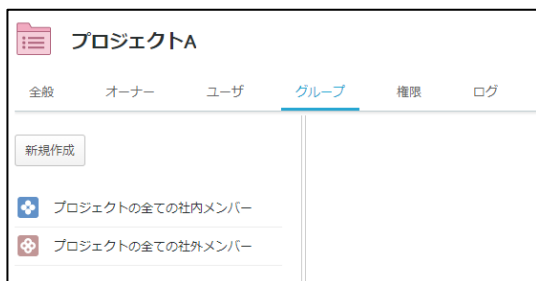 プロジェクトA
全般 オーナー ユーザ グループ 権限 ログ
新規作成
プロジェクトの全ての社内メンバー
プロジェクトの全ての社外メンバー